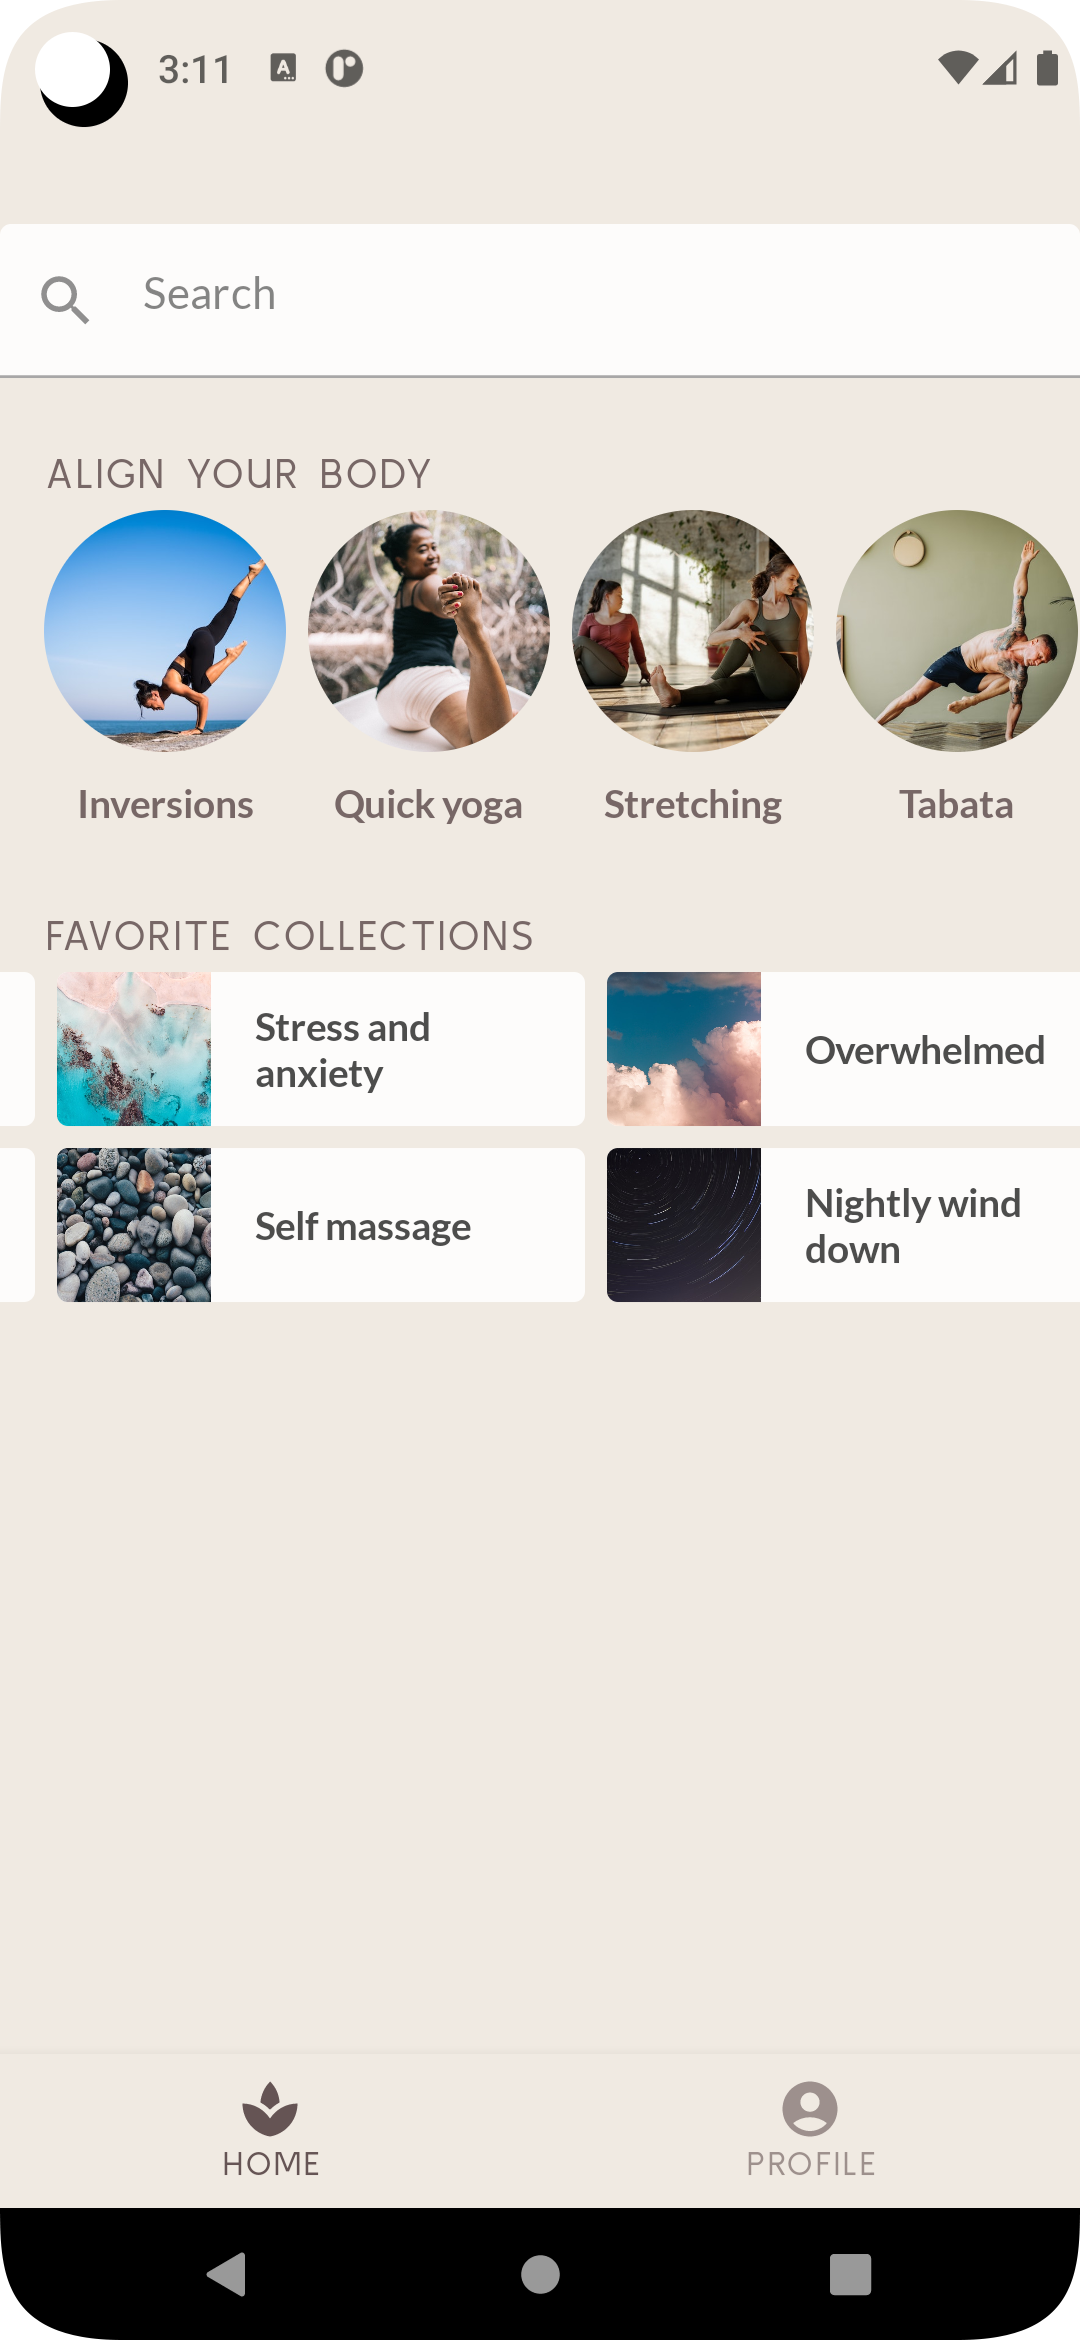 3:11
Search
ALIGN YOUR BODY
Inversions
Quick yoga
Stretching
Tabata
FAVORITE COLLECTIONS
Stress and
anxiety
Overwhelmed
Self massage
Nightly wind
down
HOME
PROFILE